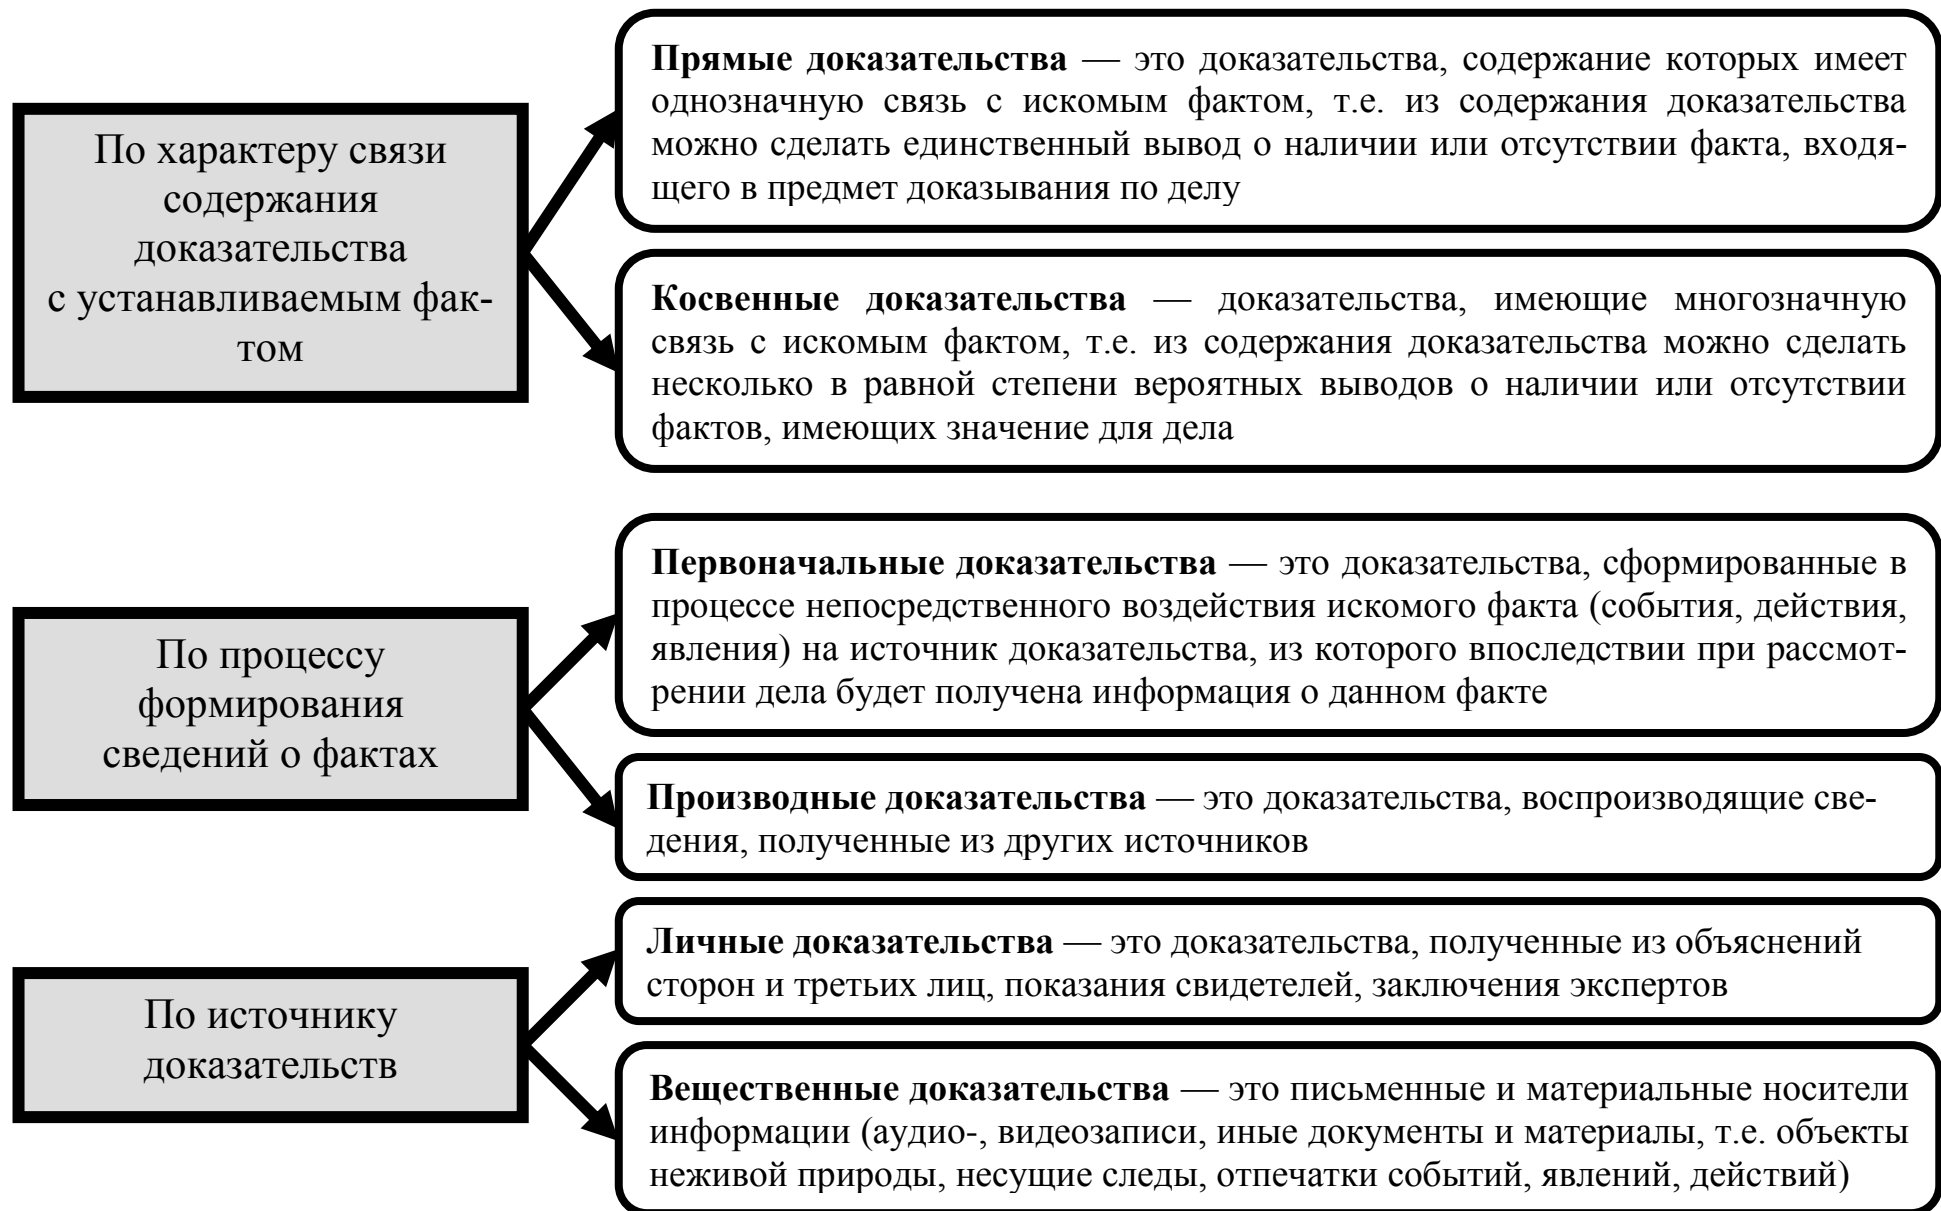 По характеру связи
содержания
доказательства
с устанавливаемым фак-
том
Прямые доказательства — это доказательства, содержание которых имеет
однозначную связь с искомым фактом, т.е. из содержания доказательства
можно сделать единственный вывод о наличии или отсутствии факта, входя-
щего в предмет доказывания по делу
Косвенные доказательства — доказательства, имеющие многозначную
связь с искомым фактом, т.е. из содержания доказательства можно сделать
несколько в равной степени вероятных выводов о наличии или отсутствии
фактов, имеющих значение для дела
По процессу
формирования
сведений о фактах
Первоначальные доказательства — это доказательства, сформированные в
процессе непосредственного воздействия искомого факта (события, действия,
явления) на источник доказательства, из которого впоследствии при рассмот-
рении дела будет получена информация о данном факте
Производные доказательства — это доказательства, воспроизводящие све-
дения, полученные из других источников
По источнику
доказательств
Личные доказательства — это доказательства, полученные из объяснений
сторон и третьих лиц, показания свидетелей, заключения экспертов
Вещественные доказательства — это письменные и материальные носители
информации (аудио-, видеозаписи, иные документы и материалы, т.е. объекты
неживой природы, несущие следы, отпечатки событий, явлений, действий)